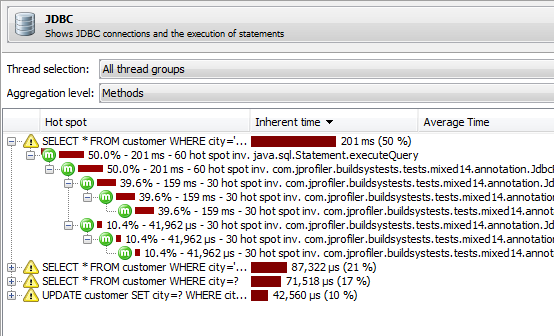 JDBC
Shows JDBC connections and the execution of statements
Thread selection: All thread groups
Aggregation level: Methods
Hot spot Inherent time Average Time
SELECT * FROM customer WHERE city='... 201 ms (50 %)
50.0% - 201 ms - 60 hot spot inv. java.sql.Statement.executeQuery
50.0% - 201 ms - 60 hot spot inv. com.jprofiler.buildsystests.tests.mixed14.annotation.Jdbc
39.6% - 159 ms - 30 hot spot inv. com.jprofiler.buildsystests.tests.mixed14.annotation.Jd
39.6% - 159 ms - 30 hot spot inv. com.jprofiler.buildsystests.tests.mixed14.annotation.
39.6% - 159 ms - 30 hot spot inv. com.jprofiler.buildsystests.tests.mixed14.annotati
10.4% - 41,962 µs - 30 hot spot inv. com.jprofiler.buildsystests.tests.mixed14.annotation.Jd
10.4% - 41,962 µs - 30 hot spot inv. com.jprofiler.buildsystests.tests.mixed14.annotation.
10.4% - 41,962 µs - 30 hot spot inv. com.jprofiler.buildsystests.tests.mixed14.annotati
SELECT * FROM customer WHERE city='... 87,322 µs (21 %)
SELECT * FROM customer WHERE city=? 71,518 µs (17 %)
UPDATE customer SET city=? WHERE cit... 42,560 µs (10 %)